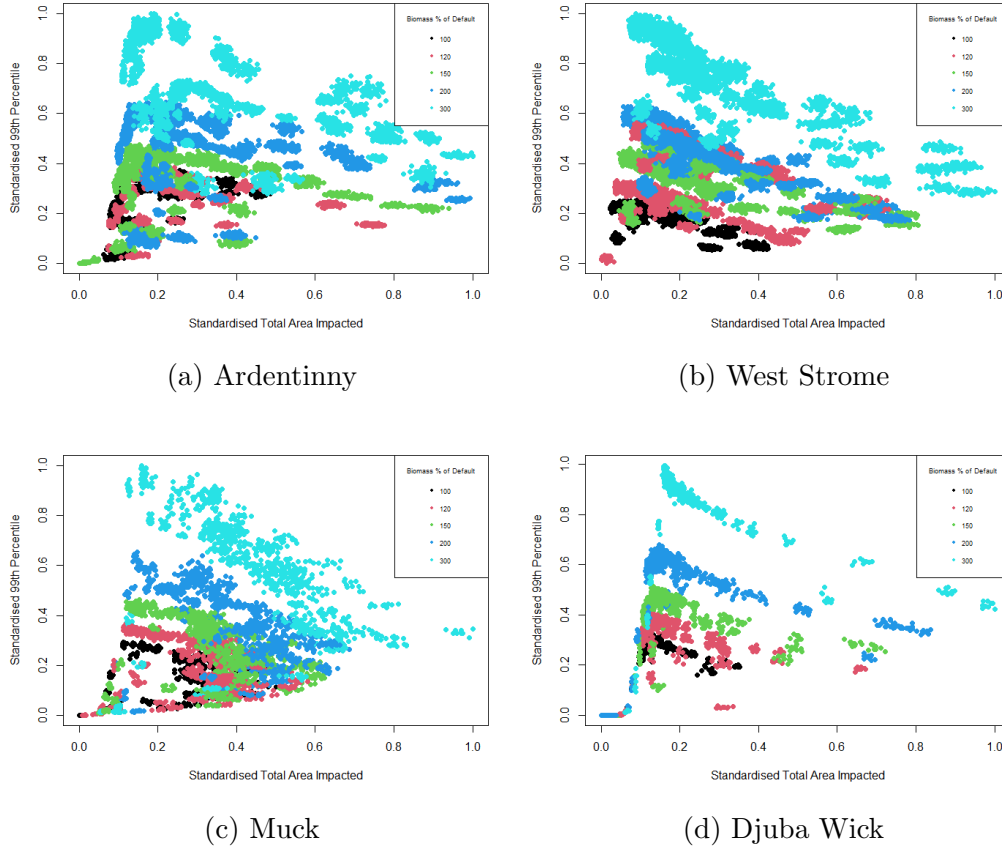 Standardised 99th Percentile
0.0 0.2 0.4 0.6 0.8 1.0
Biomass % of Default
100
120
150
200
300
0.0 0.2 0.4 0.6 0.8 1.0
Standardised Total Area Impacted
(a) Ardentinny
Standardised 99th Percentile
0.0 0.2 0.4 0.6 0.8 1.0
Biomass % of Default
100
120
150
200
300
0.0 0.2 0.4 0.6 0.8 1.0
Standardised Total Area Impacted
(b) West Strome
Standardised 99th Percentile
0.0 0.2 0.4 0.6 0.8 1.0
Biomass % of Default
100
120
150
200
300
0.0 0.2 0.4 0.6 0.8 1.0
Standardised Total Area Impacted
(c) Muck
Standardised 99th Percentile
0.0 0.2 0.4 0.6 0.8 1.0
Biomass % of Default
100
120
150
200
300
0.0 0.2 0.4 0.6 0.8 1.0
Standardised Total Area Impacted
(d) Djuba Wick